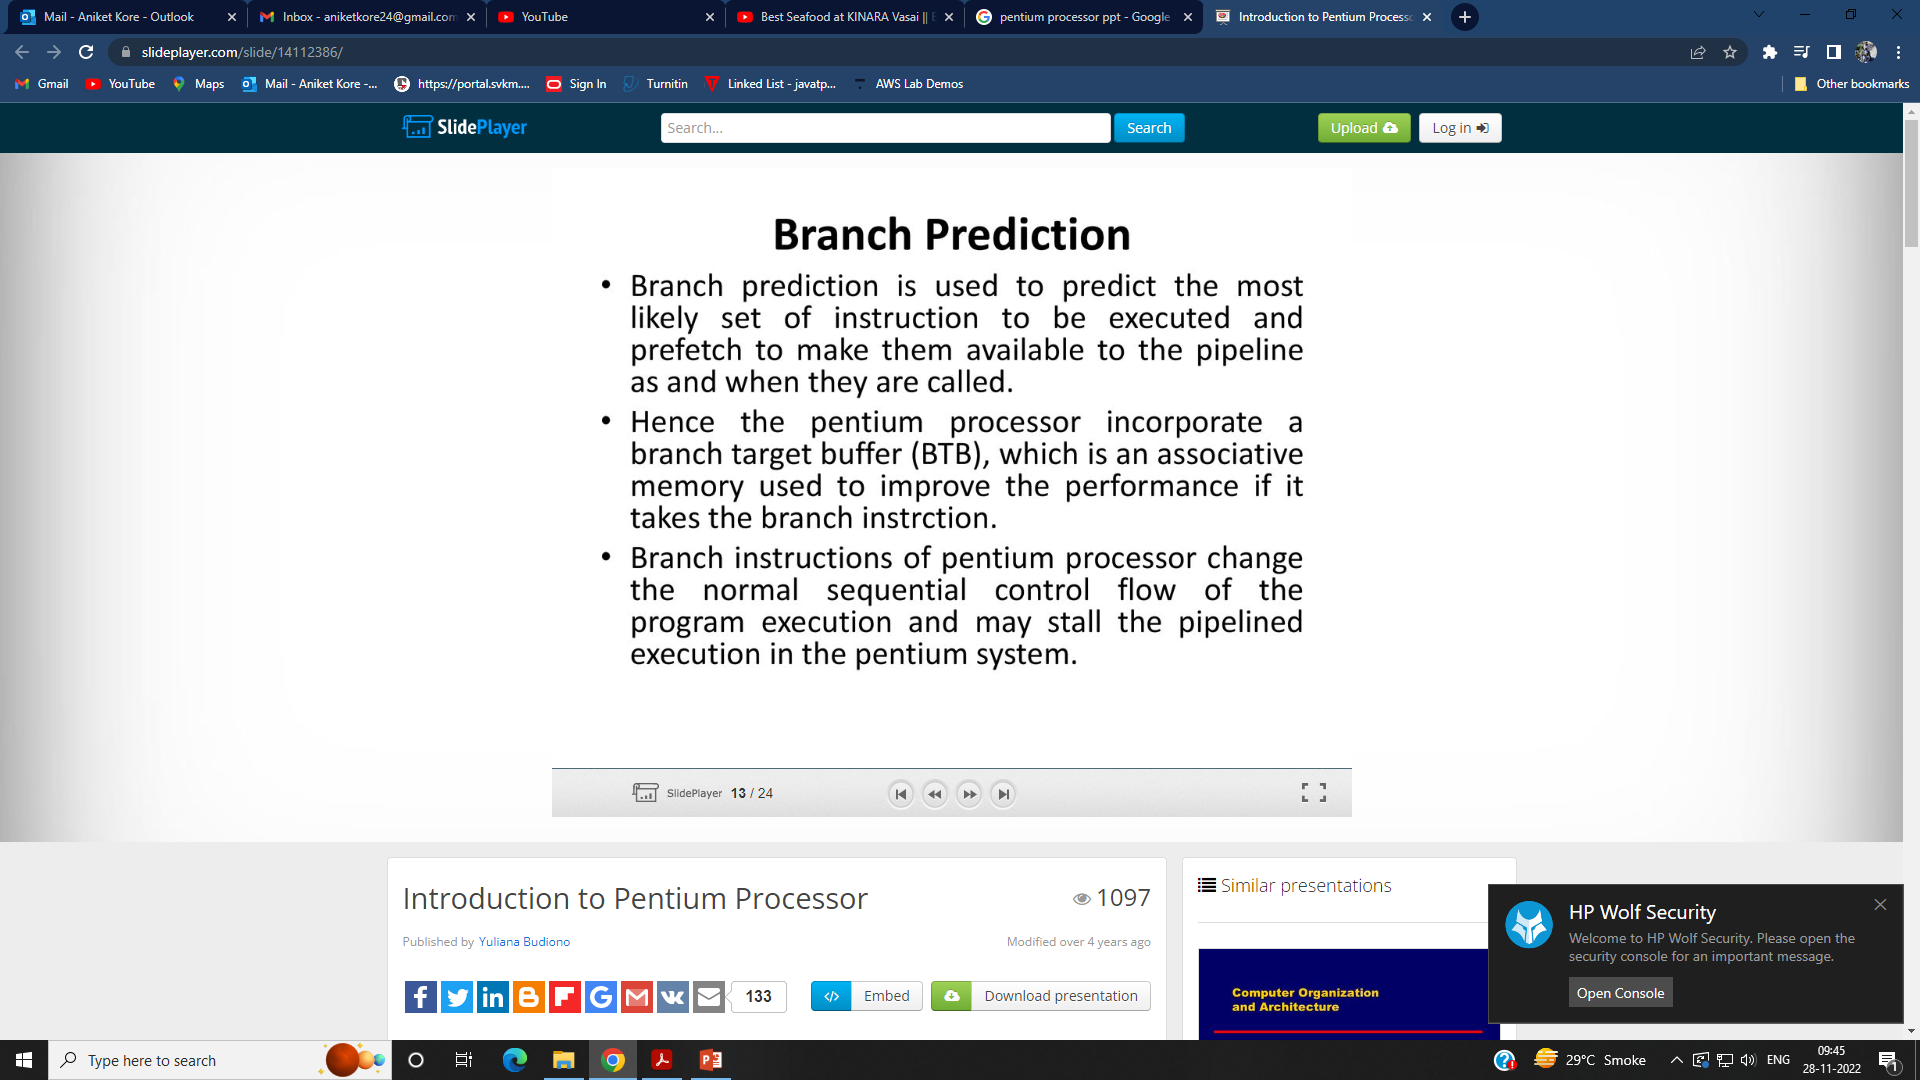 Mail - Aniket Kore - Outlook
Inbox - aniketkore24@gmail.com
YouTube
Best Seafood at KINARA Vasai ||
pentium processor ppt - Google
Introduction to Pentium Process
slideplayer.com/slide/14112386/
Gmail YouTube Maps Mail - Aniket Kore -... https://portal.svkm.... Sign In Turnitin Linked List - javatp... AWS Lab Demos Other bookmarks
SlidePlayer Search... Search Upload Log in
Branch Prediction
• Branch prediction is used to predict the most
likely set of instruction to be executed and
prefetch to make them available to the pipeline
as and when they are called.
• Hence the pentium processor incorporate a
branch target buffer (BTB), which is an associative
memory used to improve the performance if it
takes the branch instrction.
• Branch instructions of pentium processor change
the normal sequential control flow of the
program execution and may stall the pipelined
execution in the pentium system.
SlidePlayer 13 / 24
Introduction to Pentium Processor 1097
Published by Yuliana Budiono Modified over 4 years ago
133 Embed Download presentation
Similar presentations
Computer Organization
and Architecture
HP Wolf Security
Welcome to HP Wolf Security. Please open the
security console for an important message.
Open Console
Type here to search
29°C Smoke
ENG
09:45
28-11-2022
1